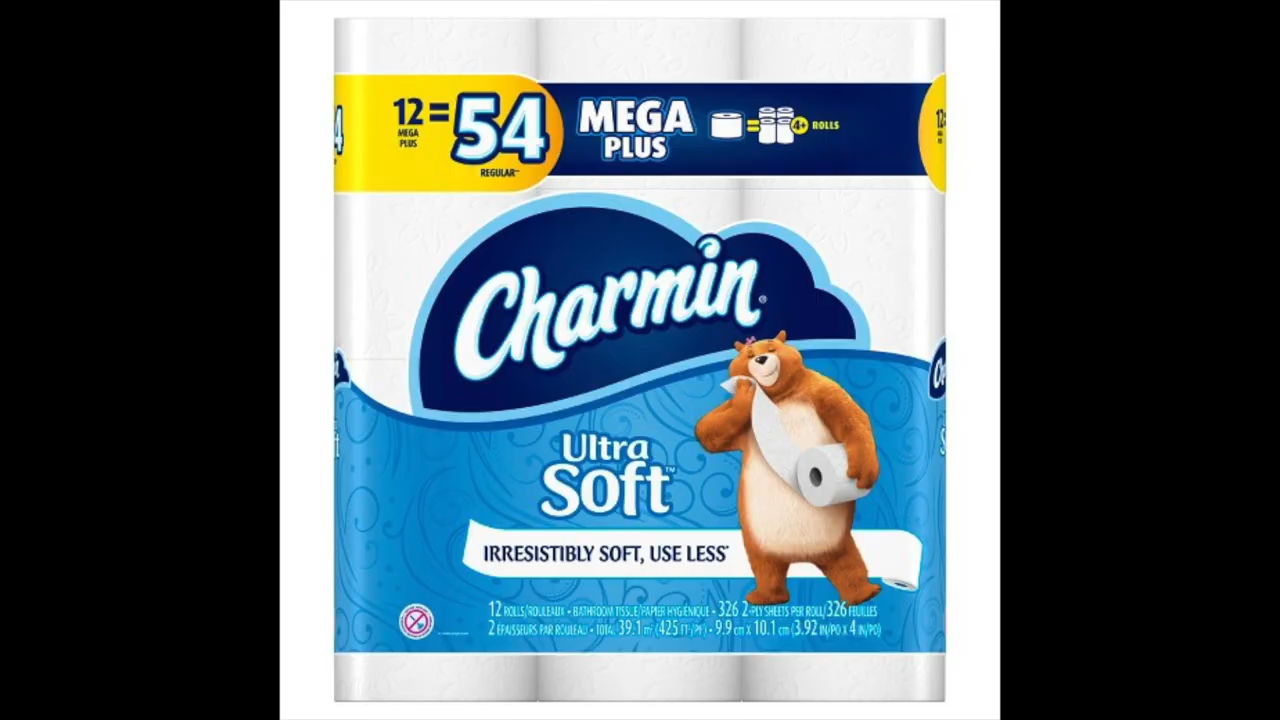 12 = 54
MEGA
PLUS
REGULAR**
MEGA
PLUS
= 4+ ROLLS
Charmin®
Ultra
Soft™
IRRESISTIBLY SOFT, USE LESS*
12 ROLLS/ROULEAUX • BATHROOM TISSUE/PAPIER HYGIÉNIQUE • 326 2-PLY SHEETS PER ROLL/326 FEUILLES
2 ÉPAISSEURS PAR ROULEAU • TOTAL 39.1 m² (425 FT²/PI²) • 9.9 cm X 10.1 cm (3.92 IN/PO X 4 IN/PO)